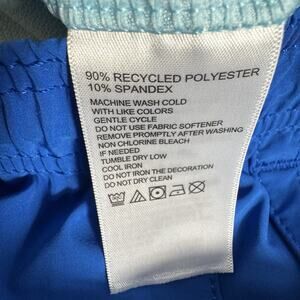 90% RECYCLED POLYESTER
10% SPANDEX
MACHINE WASH COLD
WITH LIKE COLORS
GENTLE CYCLE
DO NOT USE FABRIC SOFTENER
REMOVE PROMPTLY AFTER WASHING
NON CHLORINE BLEACH
IF NEEDED
TUMBLE DRY LOW
COOL IRON
DO NOT IRON THE DECORATION
DO NOT DRY CLEAN